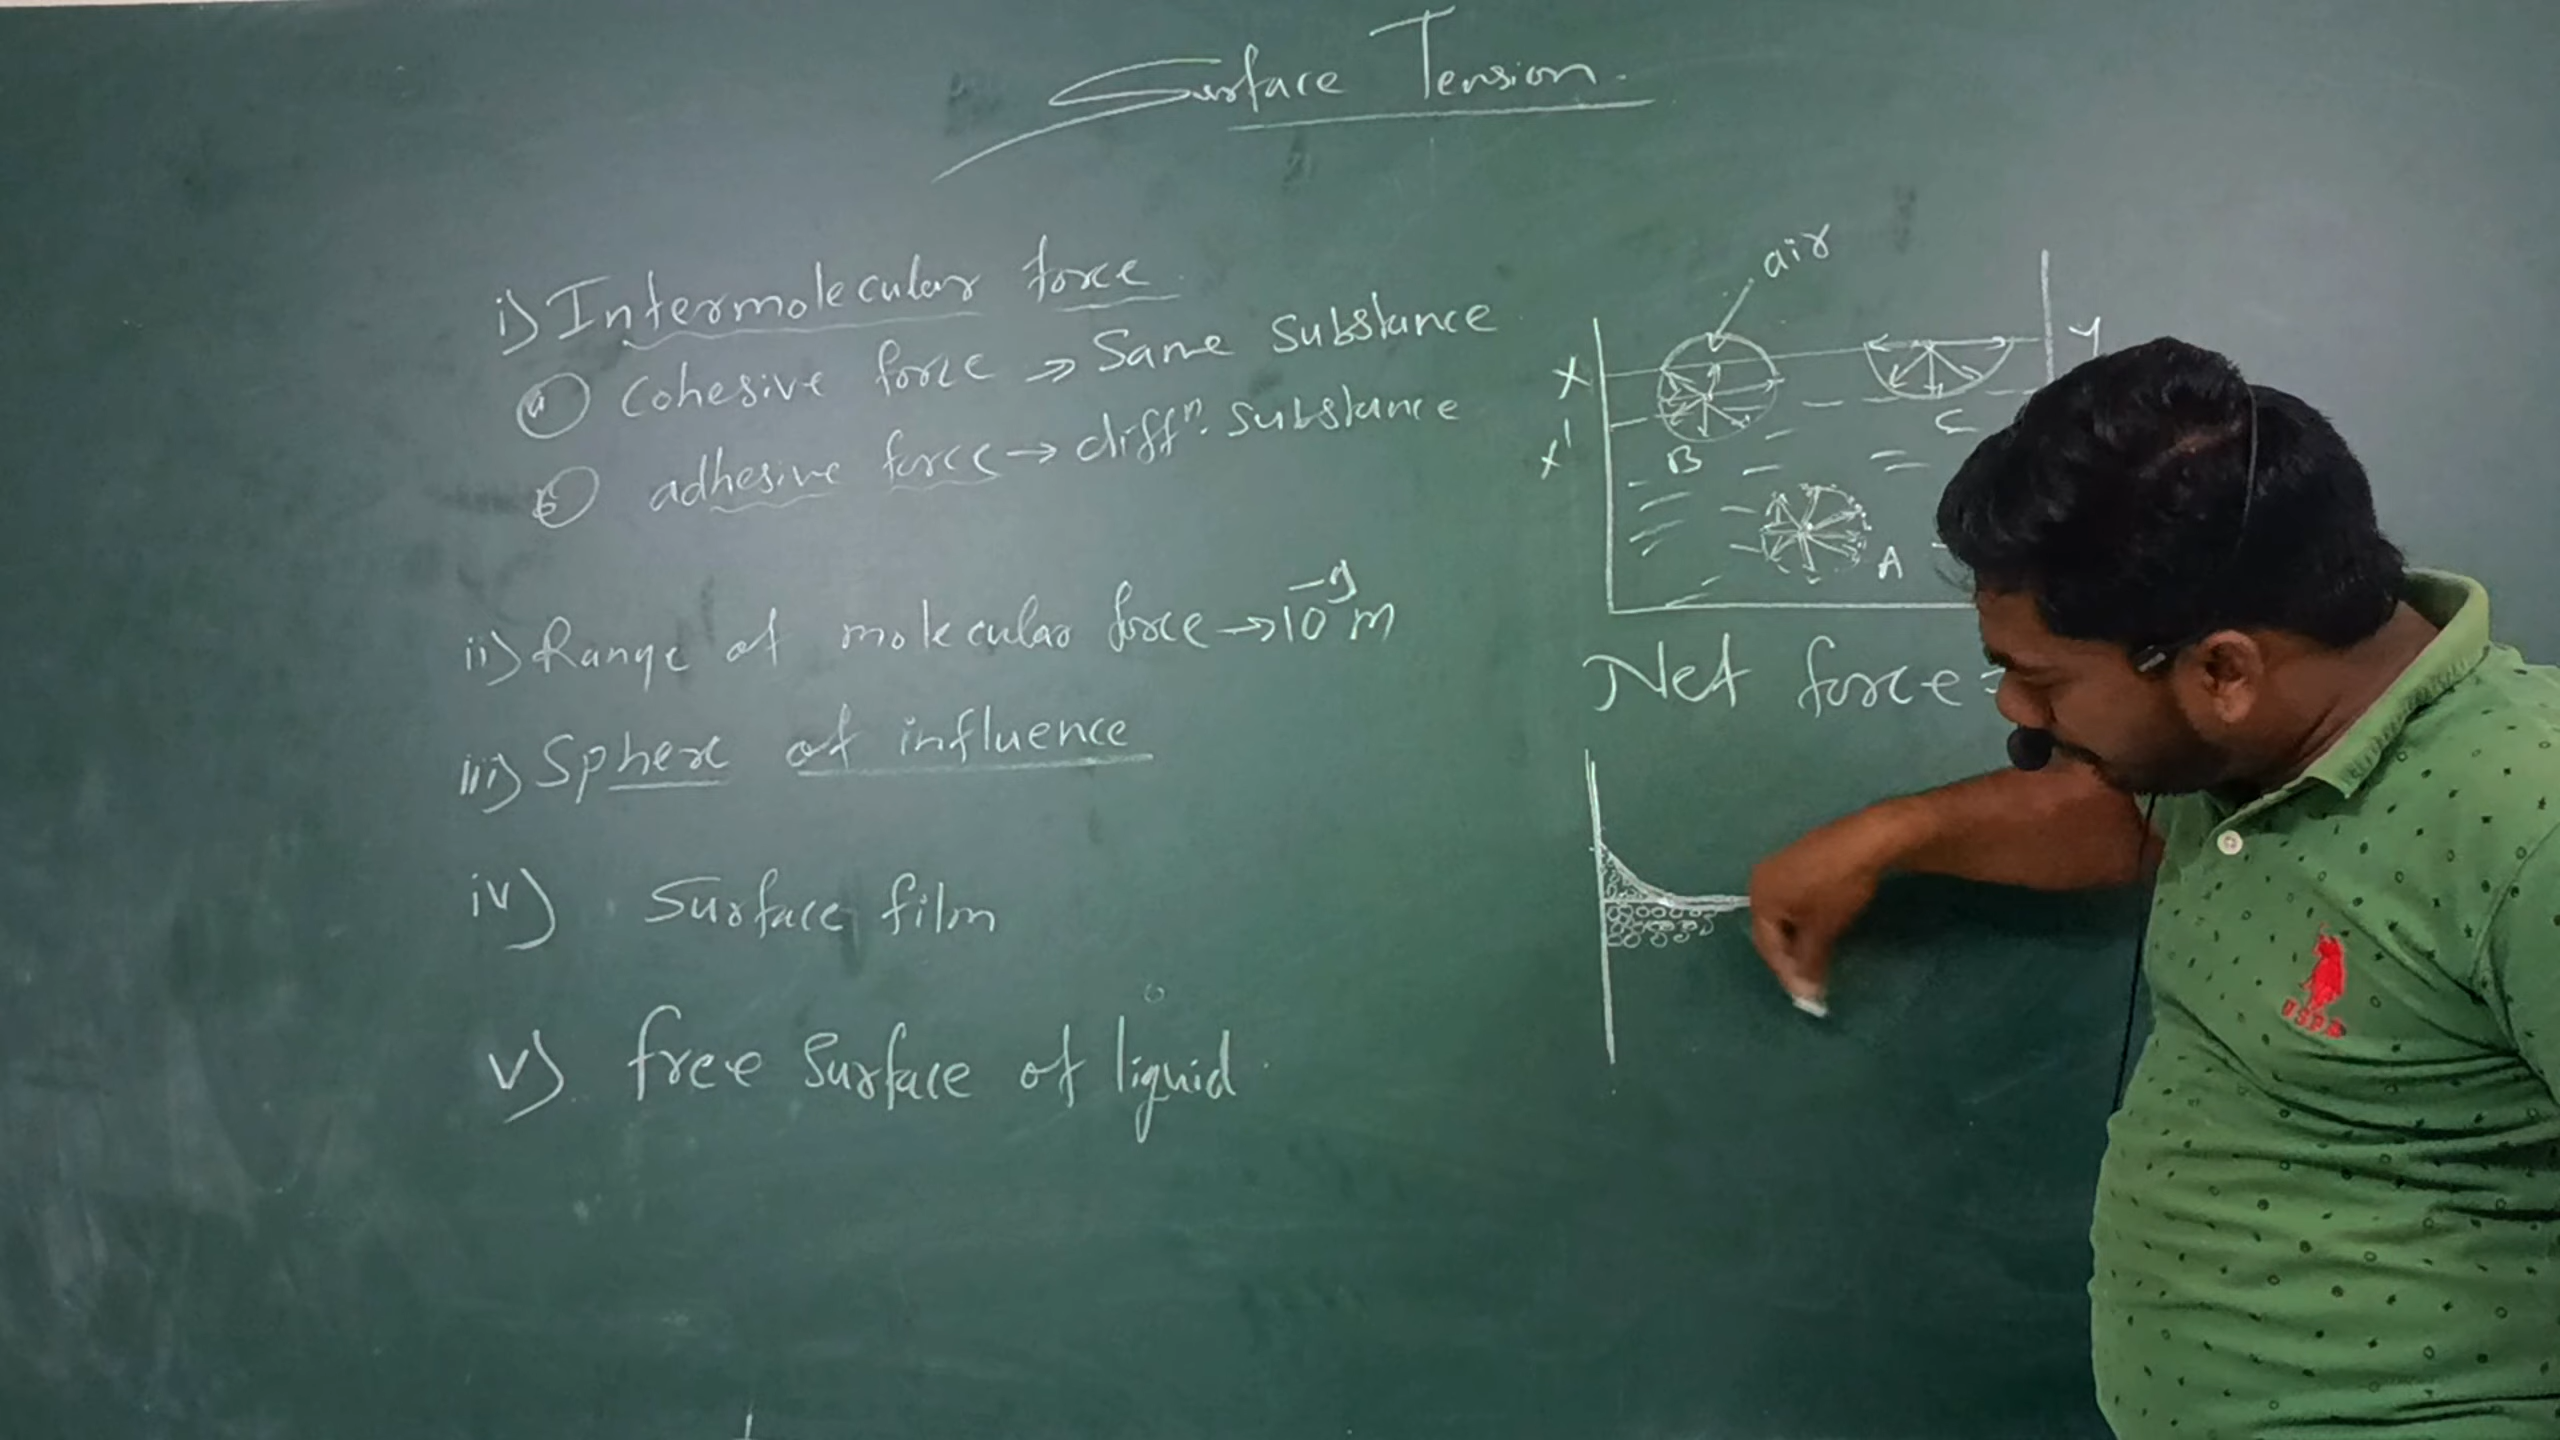 Surface Tension.
i) Intermolecular force
a) Cohesive force → Same Substance
b) adhesive force → diffⁿ. Substance
ii) Range of molecular force → 10⁻⁹ m
iii) Sphere of influence
iv) Surface film
v) free surface of liquid.
air
X
Y
X'
B
C
A
Net force =
USPA